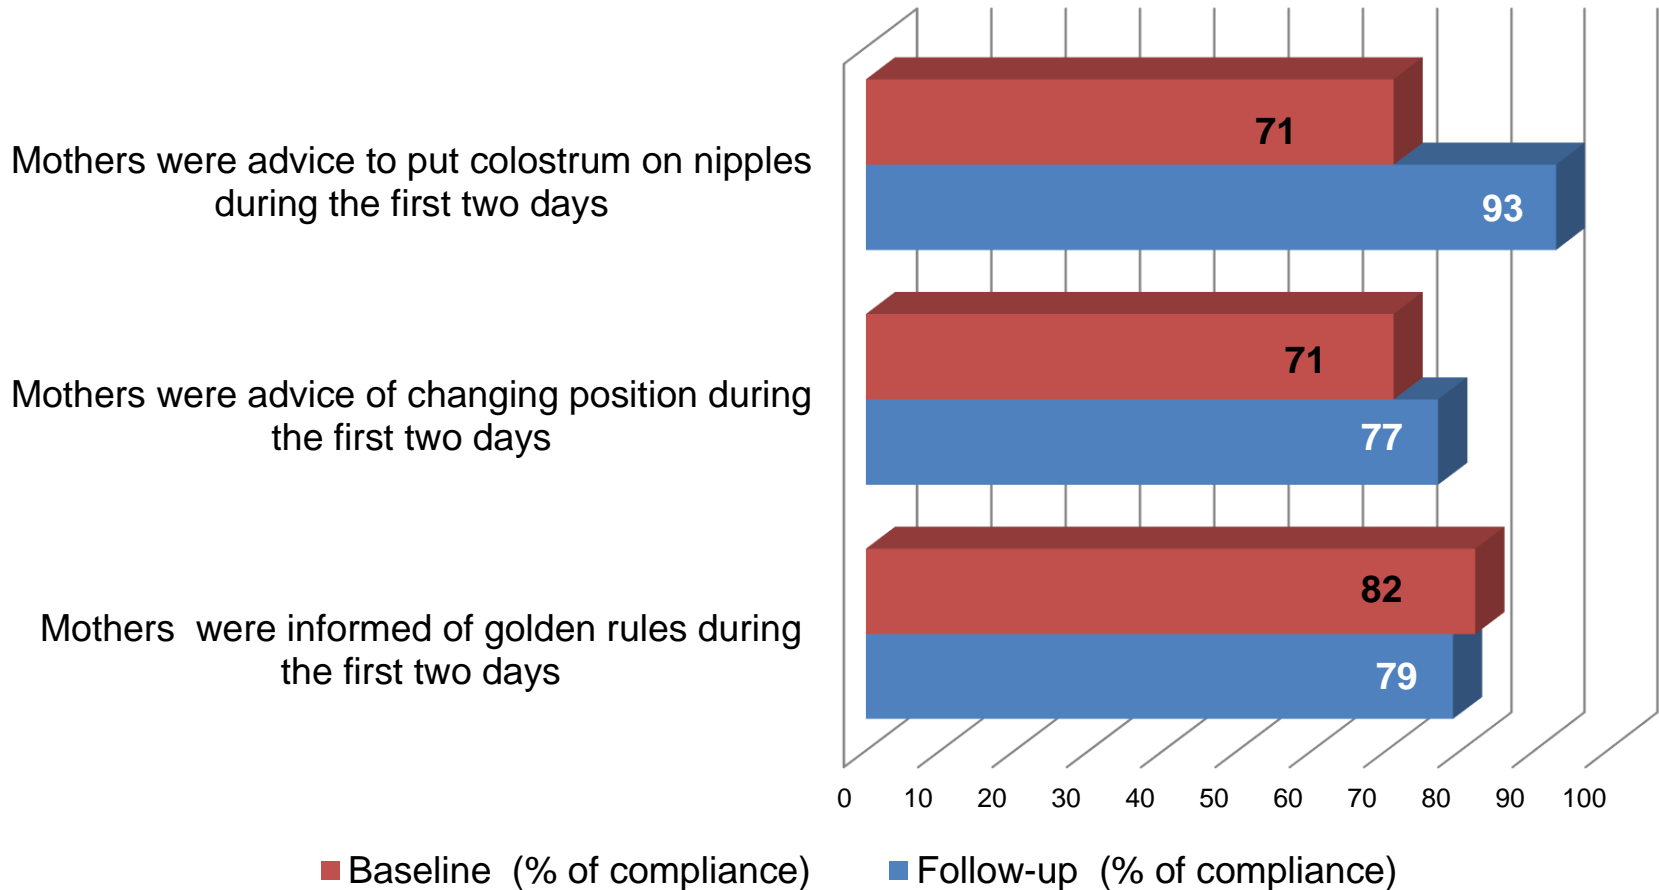 Mothers were advice to put colostrum on nipples
during the first two days
71
93
Mothers were advice of changing position during
the first two days
71
77
Mothers  were informed of golden rules during
the first two days
82
79
0 10 20 30 40 50 60 70 80 90 100
Baseline  (% of compliance) Follow-up  (% of compliance)